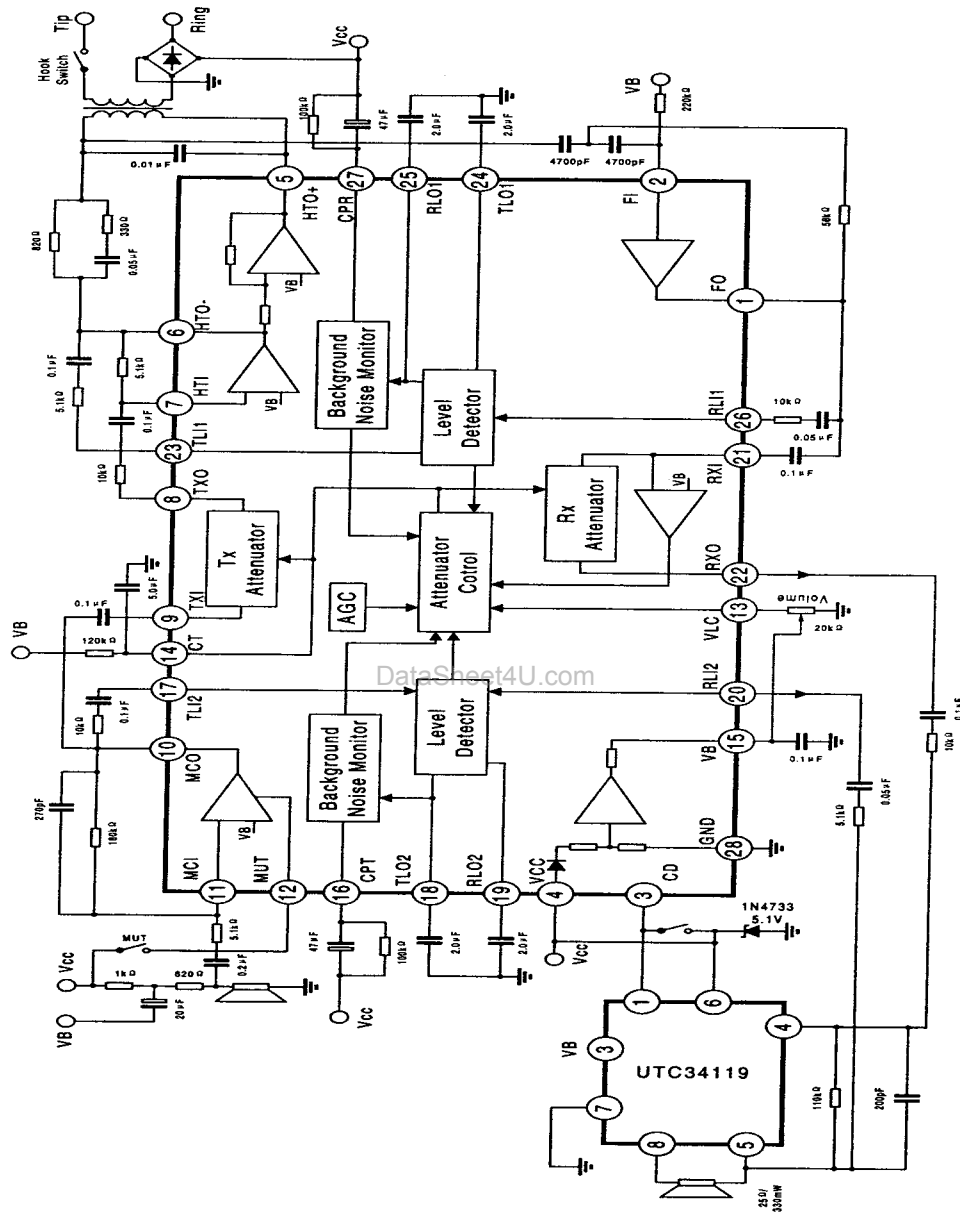 Tip
Ring
Hook
Switch
Vcc
VB
0.01µF
100kΩ
47µF
2.0µF
2.0µF
4700pF
4700pF
220kΩ
820Ω
330Ω
0.05µF
56kΩ
5
HTO+
27
CPR
25
RLO1
24
TLO1
2
FI
6
HTO-
7
HTI
23
TLI1
8
TXO
9
TXI
14
CT
17
TLI2
10
MCO
0.1µF
5.1kΩ
5.1kΩ
0.1µF
10kΩ
5.0µF
0.1µF
VB
120kΩ
10kΩ
0.1µF
270pF
180kΩ
VB
VB
Background
Noise Monitor
Level
Detector
Tx
Attenuator
AGC
Attenuator
Cotrol
Rx
Attenuator
VB
Background
Noise Monitor
Level
Detector
VB
DataSheet4U.com
FO
1
RLI1
26
10kΩ
0.05µF
RXI
21
0.1µF
RXO
22
VLC
13
Volume
20kΩ
RLI2
20
VB
15
0.1µF
GND
28
0.1µF
10kΩ
0.05µF
5.1kΩ
MCI
11
MUT
12
CPT
16
TLO2
18
RLO2
19
VCC
4
CD
3
Vcc
VB
MUT
1kΩ
20µF
620Ω
5.1kΩ
0.2µF
47µF
100kΩ
Vcc
2.0µF
2.0µF
Vcc
1N4733
5.1V
1
6
VB
3
4
UTC34119
7
8
5
110kΩ
200pF
25Ω/
330mW